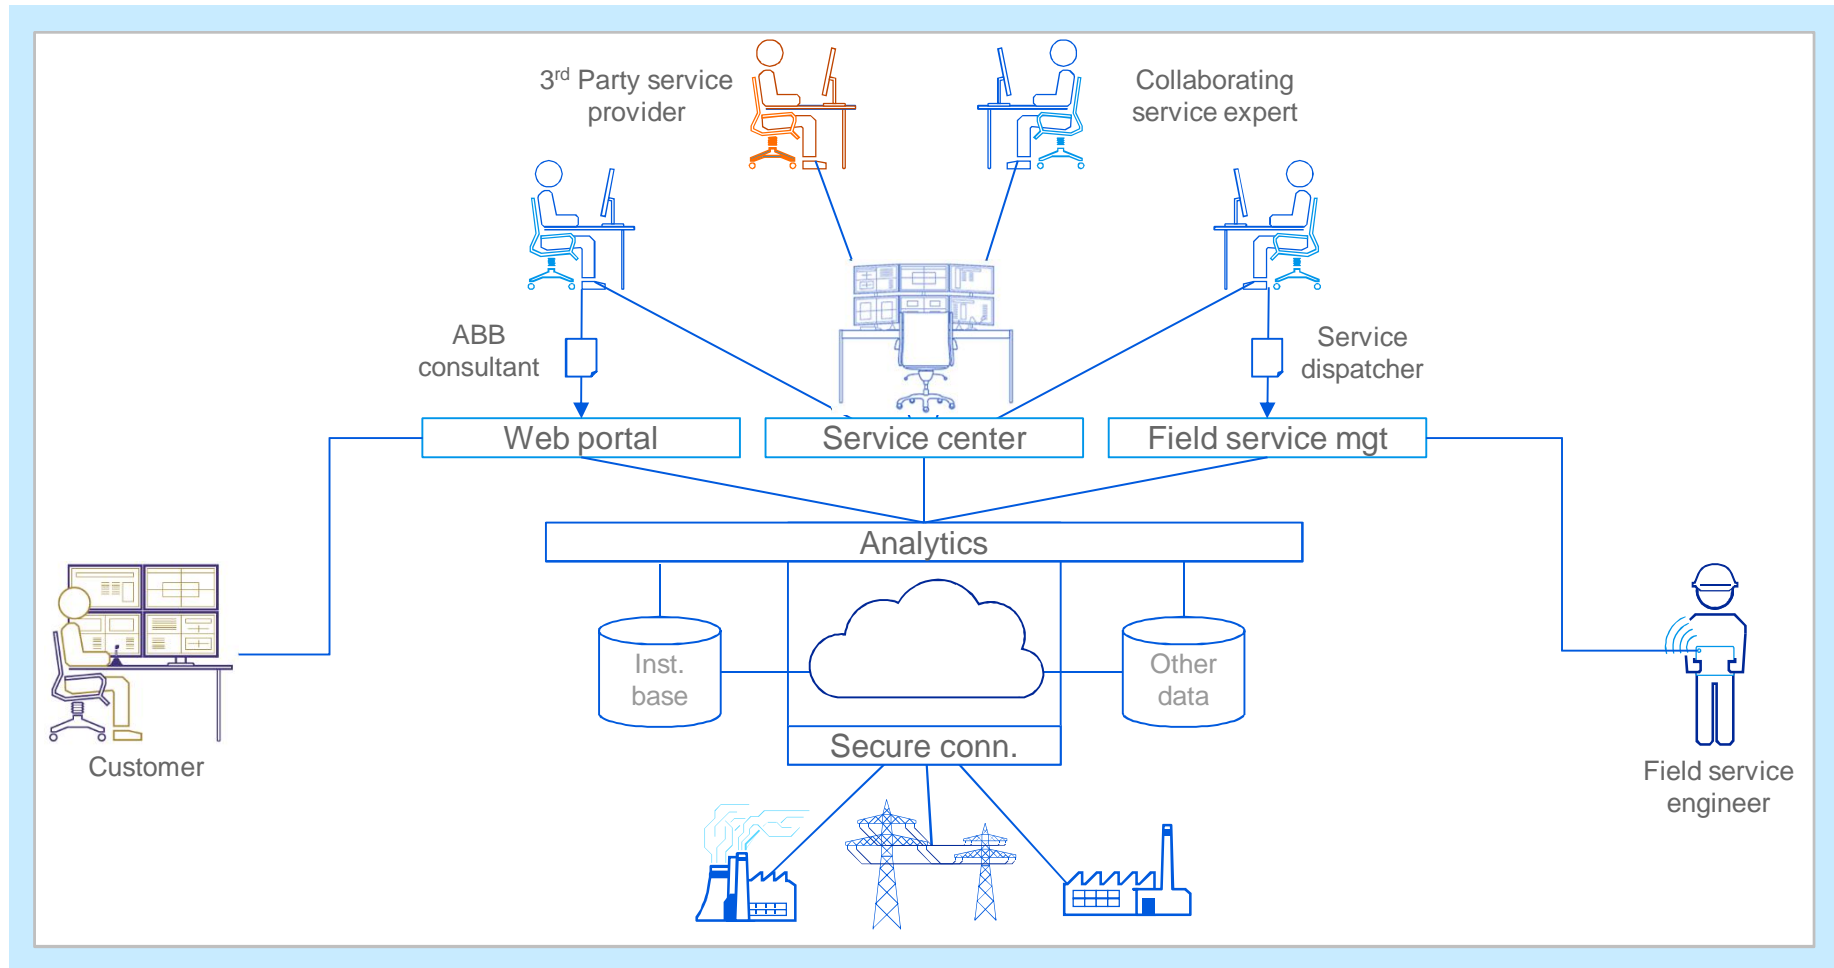 3rd Party service
provider
Collaborating
service expert
ABB
consultant
Service
dispatcher
Web portal
Service center
Field service mgt
Analytics
Inst.
base
Other
data
Secure conn.
Customer
Field service
engineer